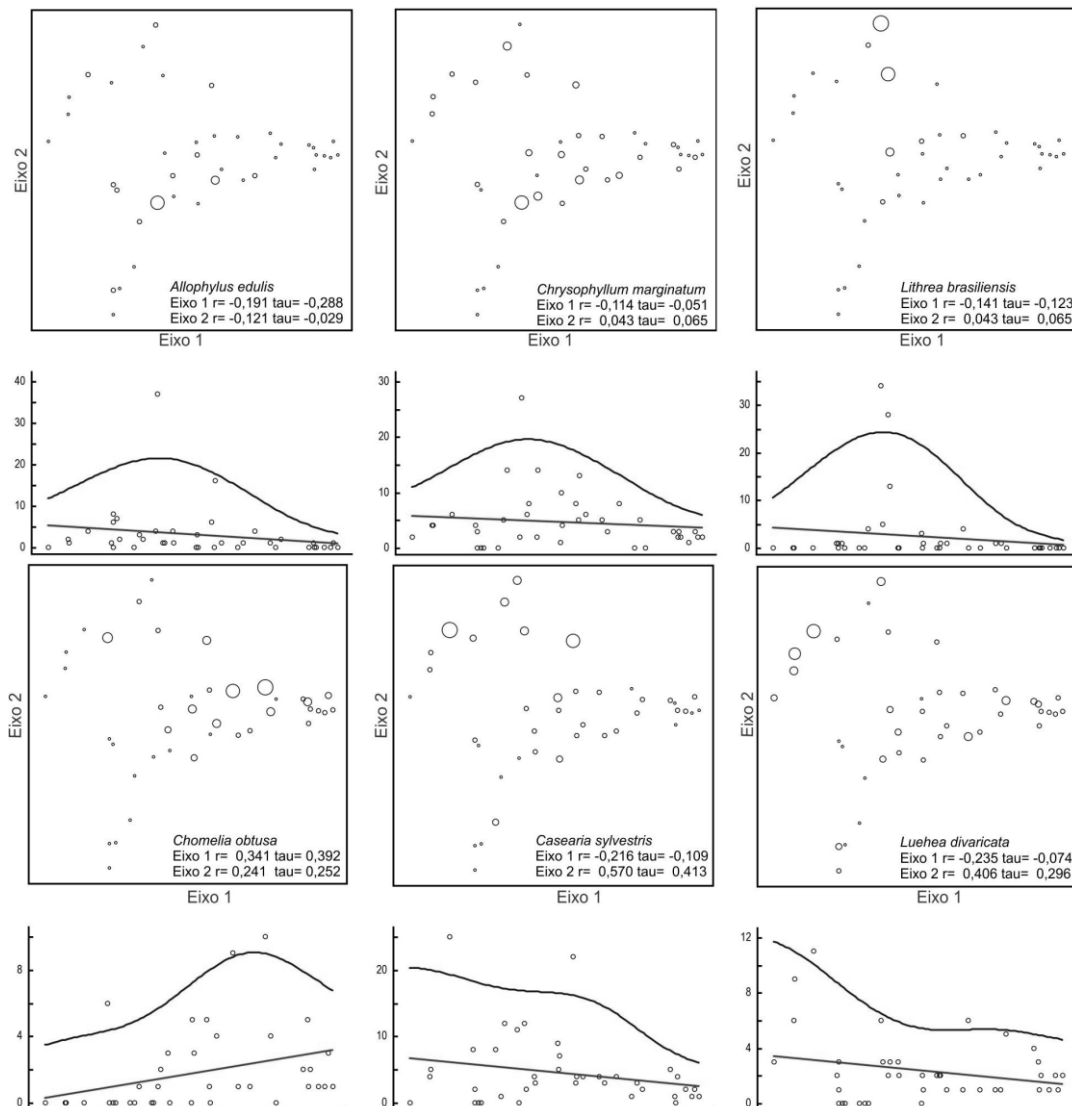 Eixo 2
Allophylus edulis
Eixo 1 r= -0,191 tau= -0,288
Eixo 2 r= -0,121 tau= -0,029
Eixo 1
Eixo 2
Chrysophyllum marginatum
Eixo 1 r= -0,114 tau= -0,051
Eixo 2 r= 0,043 tau= 0,065
Eixo 1
Eixo 2
Lithrea brasiliensis
Eixo 1 r= -0,141 tau= -0,123
Eixo 2 r= 0,043 tau= 0,065
Eixo 1
40
30
20
10
0
30
20
10
0
30
20
10
0
Eixo 2
Chomelia obtusa
Eixo 1 r= 0,341 tau= 0,392
Eixo 2 r= 0,241 tau= 0,252
Eixo 1
Eixo 2
Casearia sylvestris
Eixo 1 r= -0,216 tau= -0,109
Eixo 2 r= 0,570 tau= 0,413
Eixo 1
Eixo 2
Luehea divaricata
Eixo 1 r= -0,235 tau= -0,074
Eixo 2 r= 0,406 tau= 0,296
Eixo 1
8
4
0
20
10
0
12
8
4
0